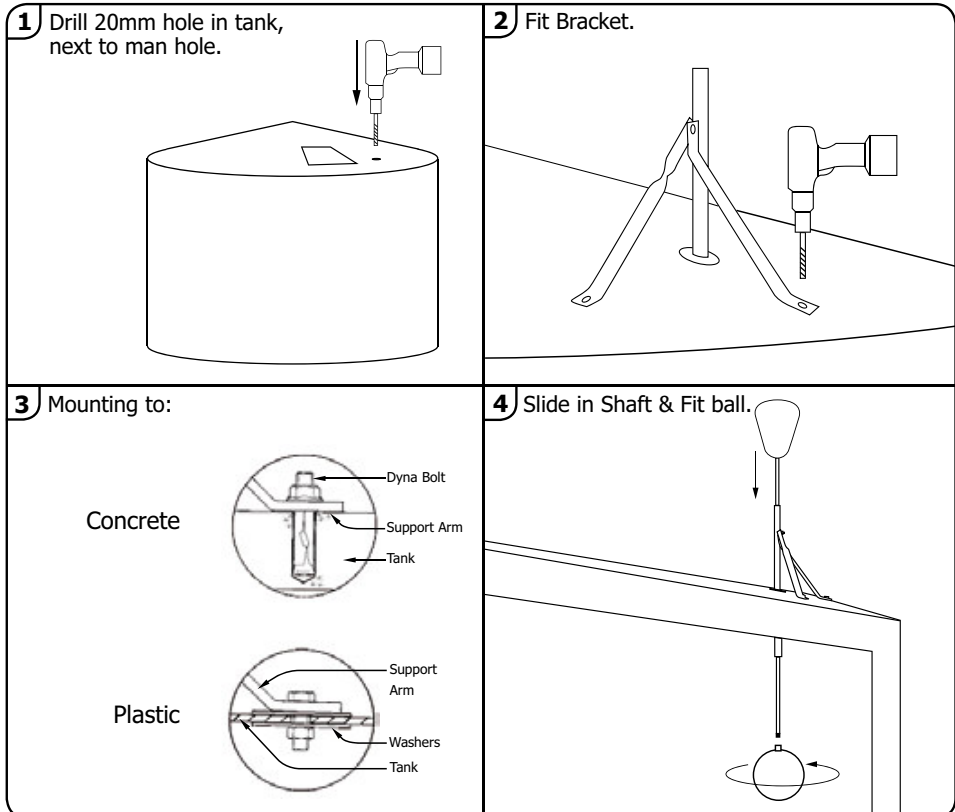 1 Drill 20mm hole in tank,
next to man hole.
2 Fit Bracket.
3 Mounting to:
Concrete
Dyna Bolt
Support Arm
Tank
Plastic
Support
Arm
Washers
Tank
4 Slide in Shaft & Fit ball.